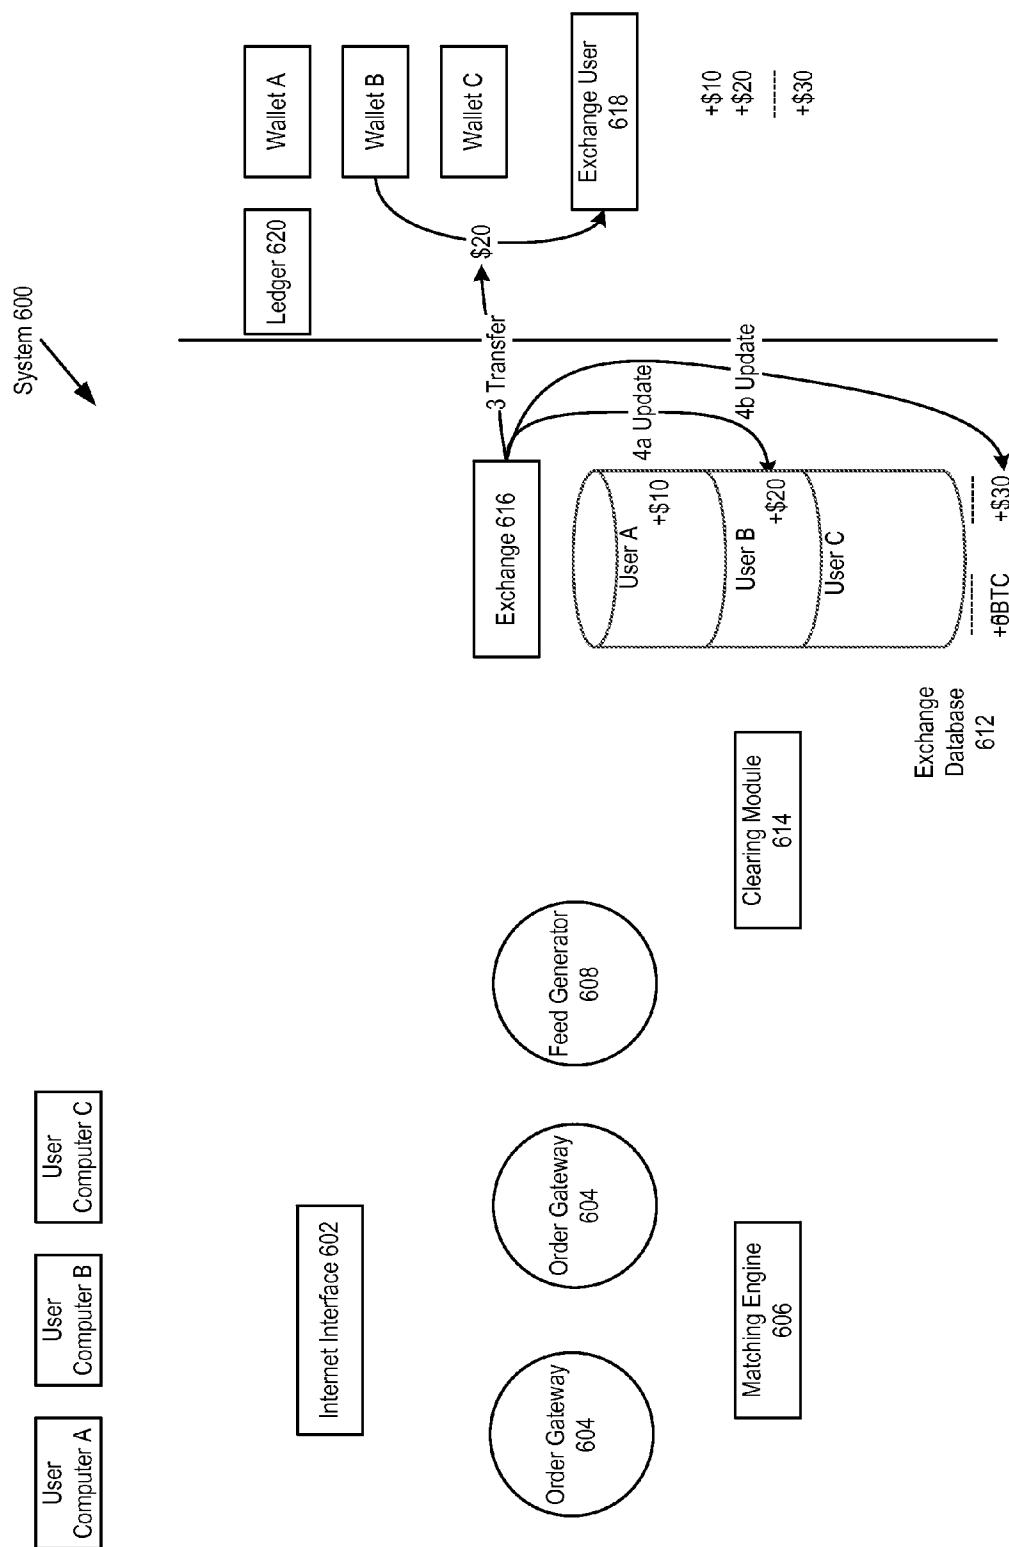 System 600
User
Computer A
User
Computer B
User
Computer C
Internet Interface 602
Order Gateway
604
Order Gateway
604
Feed Generator
608
Matching Engine
606
Clearing Module
614
Exchange 616
Exchange
Database
612
User A
+$10
User B
+$20
User C
+6BTC
+$30
3 Transfer
4a Update
4b Update
Ledger 620
Wallet A
Wallet B
Wallet C
$20
Exchange User
618
+$10
+$20
+$30